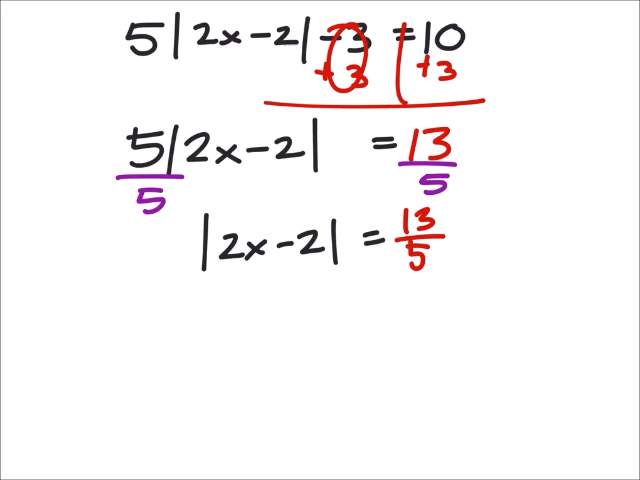 5|2x-2|-3 = 10
+3 +3
5|2x-2| = 13
5 5
|2x-2| = 13/5